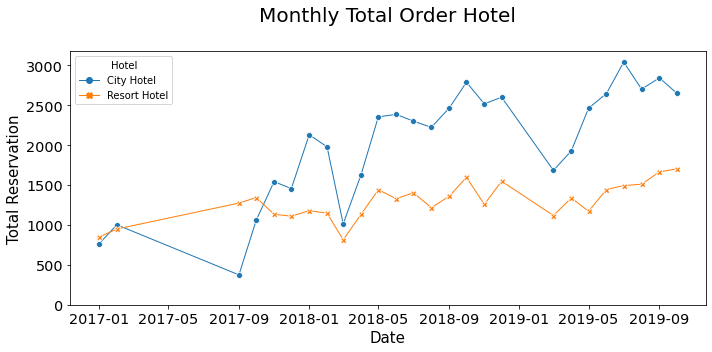 Monthly Total Order Hotel
Hotel
City Hotel
Resort Hotel
Total Reservation
3000
2500
2000
1500
1000
500
0
2017-01 2017-05 2017-09 2018-01 2018-05 2018-09 2019-01 2019-05 2019-09
Date